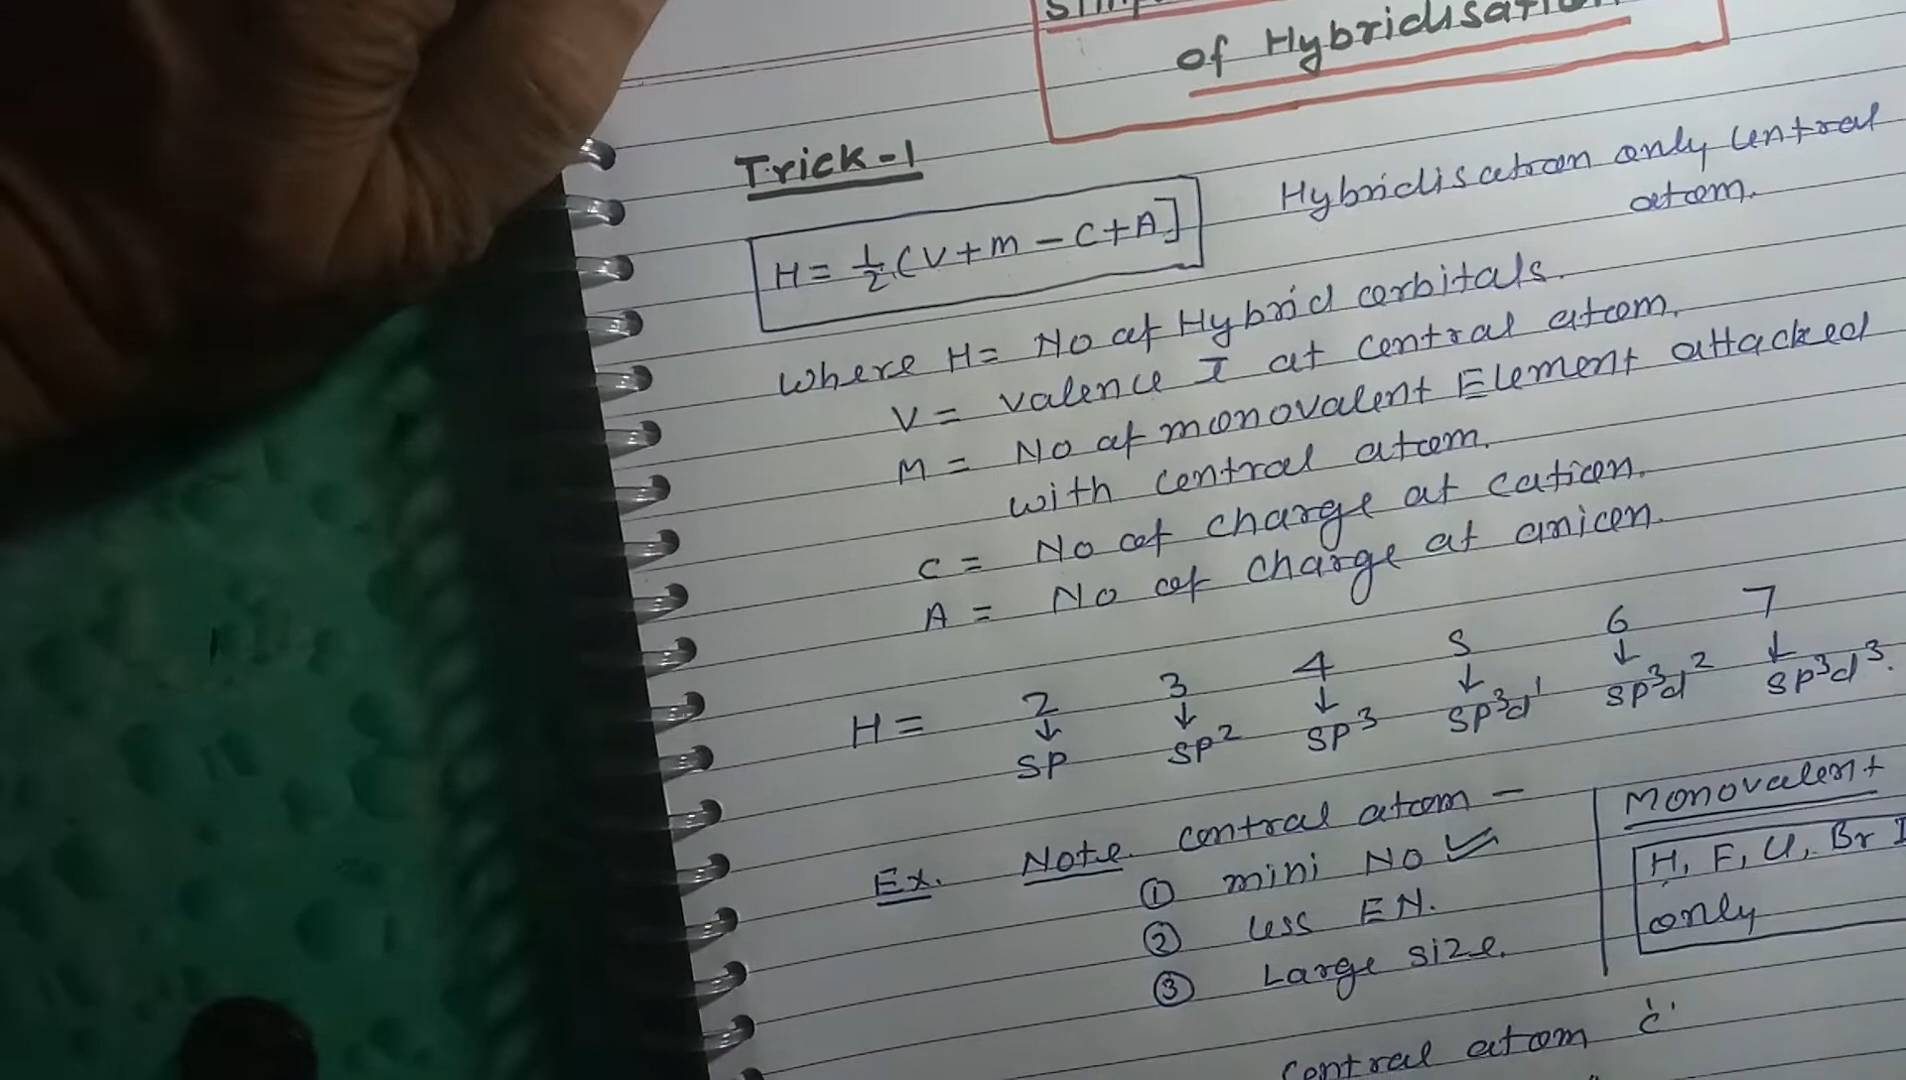 of Hybridisation
Trick-1
H = 1/2 (V+M-C+A]
Hybridisation only central
atom.
where H = No of Hybrid orbitals.
V = valence at central atom.
M = No of monovalent Element attacked
with central atom.
C = No of charge at cation.
A = No of charge at anion.
H = 2 3 4 5 6 7
↓ ↓ ↓ ↓ ↓ ↓
SP SP² SP³ SP³d¹ SP³d² SP³d³.
Ex. Note. central atom -
① mini No
② Less EN.
③ Large size.
Monovalent
H, F, Cl, Br I
only
central atom C